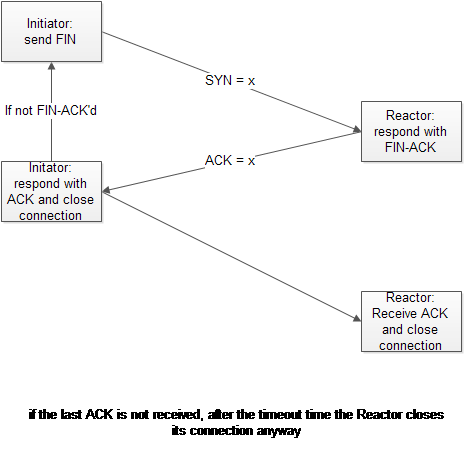 Initiator:
send FIN
SYN = x
If not FIN-ACK'd
Reactor:
respond with
FIN-ACK
ACK = x
Initator:
respond with
ACK and close
connection
Reactor:
Receive ACK
and close
connection
if the last ACK is not received, after the timeout time the Reactor closes
its connection anyway